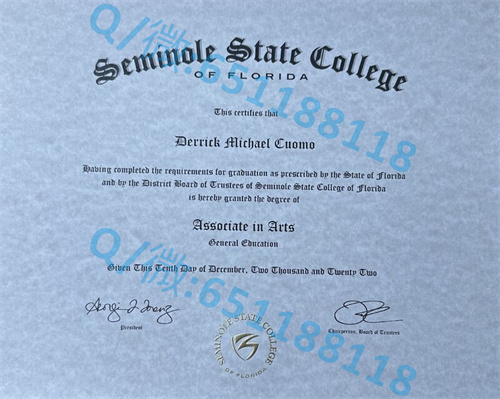 Seminole State College
OF FLORIDA
This certifies that
Derrick Michael Cuomo
Having completed the requirements for graduation as prescribed by the State of Florida
and by the District Board of Trustees of Seminole State College of Florida
is hereby granted the degree of
Associate in Arts
General Education
Given This Tenth Day of December, Two Thousand and Twenty Two
President
Chairperson, Board of Trustees
SEMINOLE STATE COLLEGE
OF FLORIDA
Q/微:651188118
Q/微:651188118